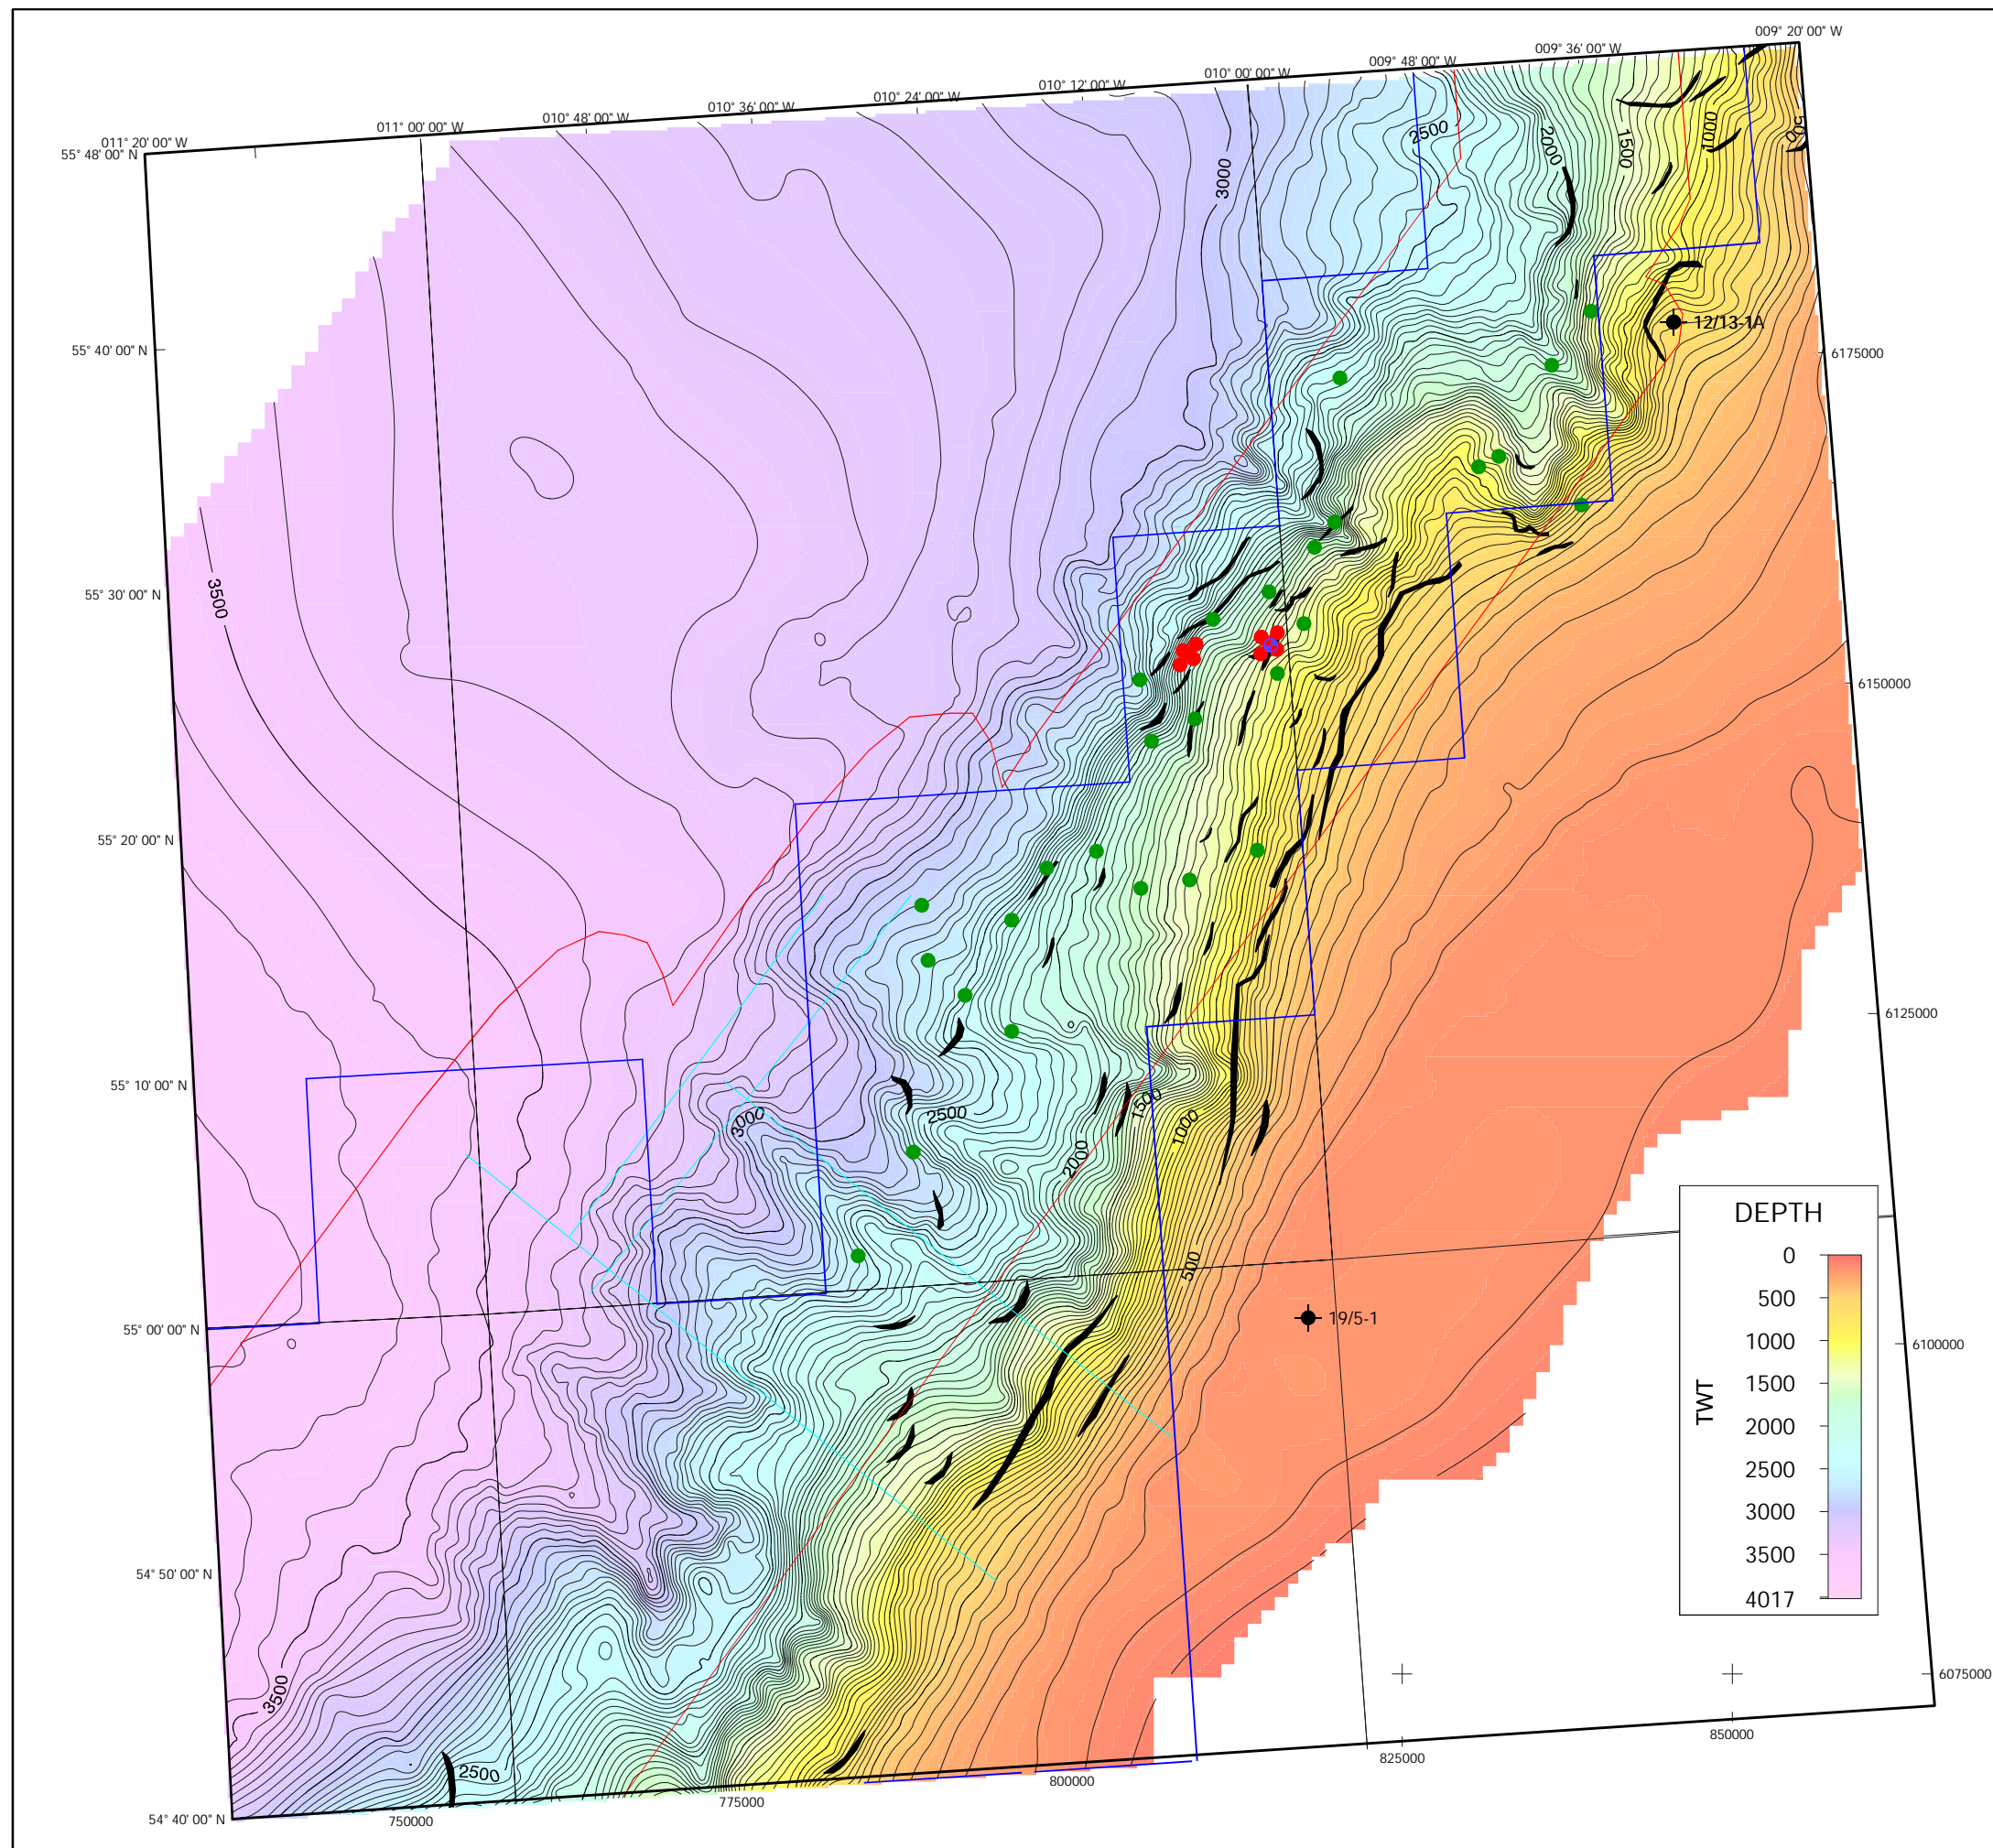 009° 20' 00" W
009° 36' 00" W
009° 48' 00" W
010° 00' 00" W
010° 12' 00" W
010° 24' 00" W
010° 36' 00" W
010° 48' 00" W
011° 00' 00" W
011° 20' 00" W
55° 48' 00" N
500
1000
1500
2000
2500
3000
12/13-1A
55° 40' 00" N
6175000
55° 30' 00" N
3500
6150000
55° 20' 00" N
6125000
55° 10' 00" N
3000
2500
1500
1000
2000
500
55° 00' 00" N
19/5-1
6100000
DEPTH
TWT
0
500
1000
1500
2000
2500
3000
3500
4017
54° 50' 00" N
3500
2500
6075000
54° 40' 00" N
750000
775000
800000
825000
850000